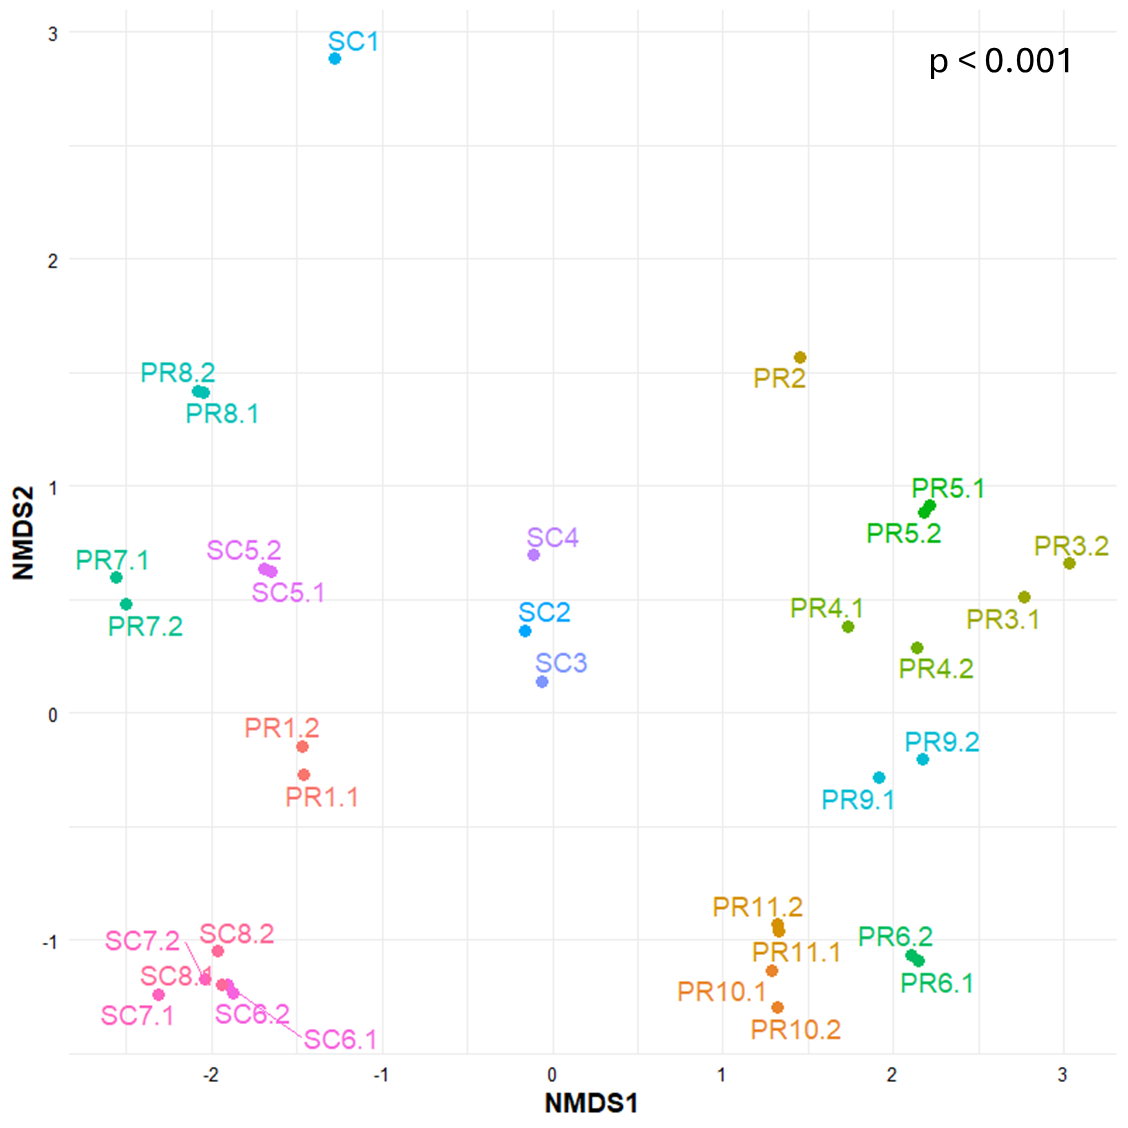 3
SC1
p < 0.001
2
PR8.2
PR8.1
PR2
1
NMDS2
PR5.1
PR5.2
SC4
PR3.2
SC5.2
PR7.1
SC5.1
PR4.1
SC2
PR3.1
PR7.2
SC3
PR4.2
0
PR1.2
PR9.2
PR1.1
PR9.1
PR11.2
-1
SC7.2
SC8.2
PR6.2
PR11.1
SC8.1
PR6.1
PR10.1
SC7.1
SC6.2
PR10.2
SC6.1
-2
-1
0
1
2
3
NMDS1